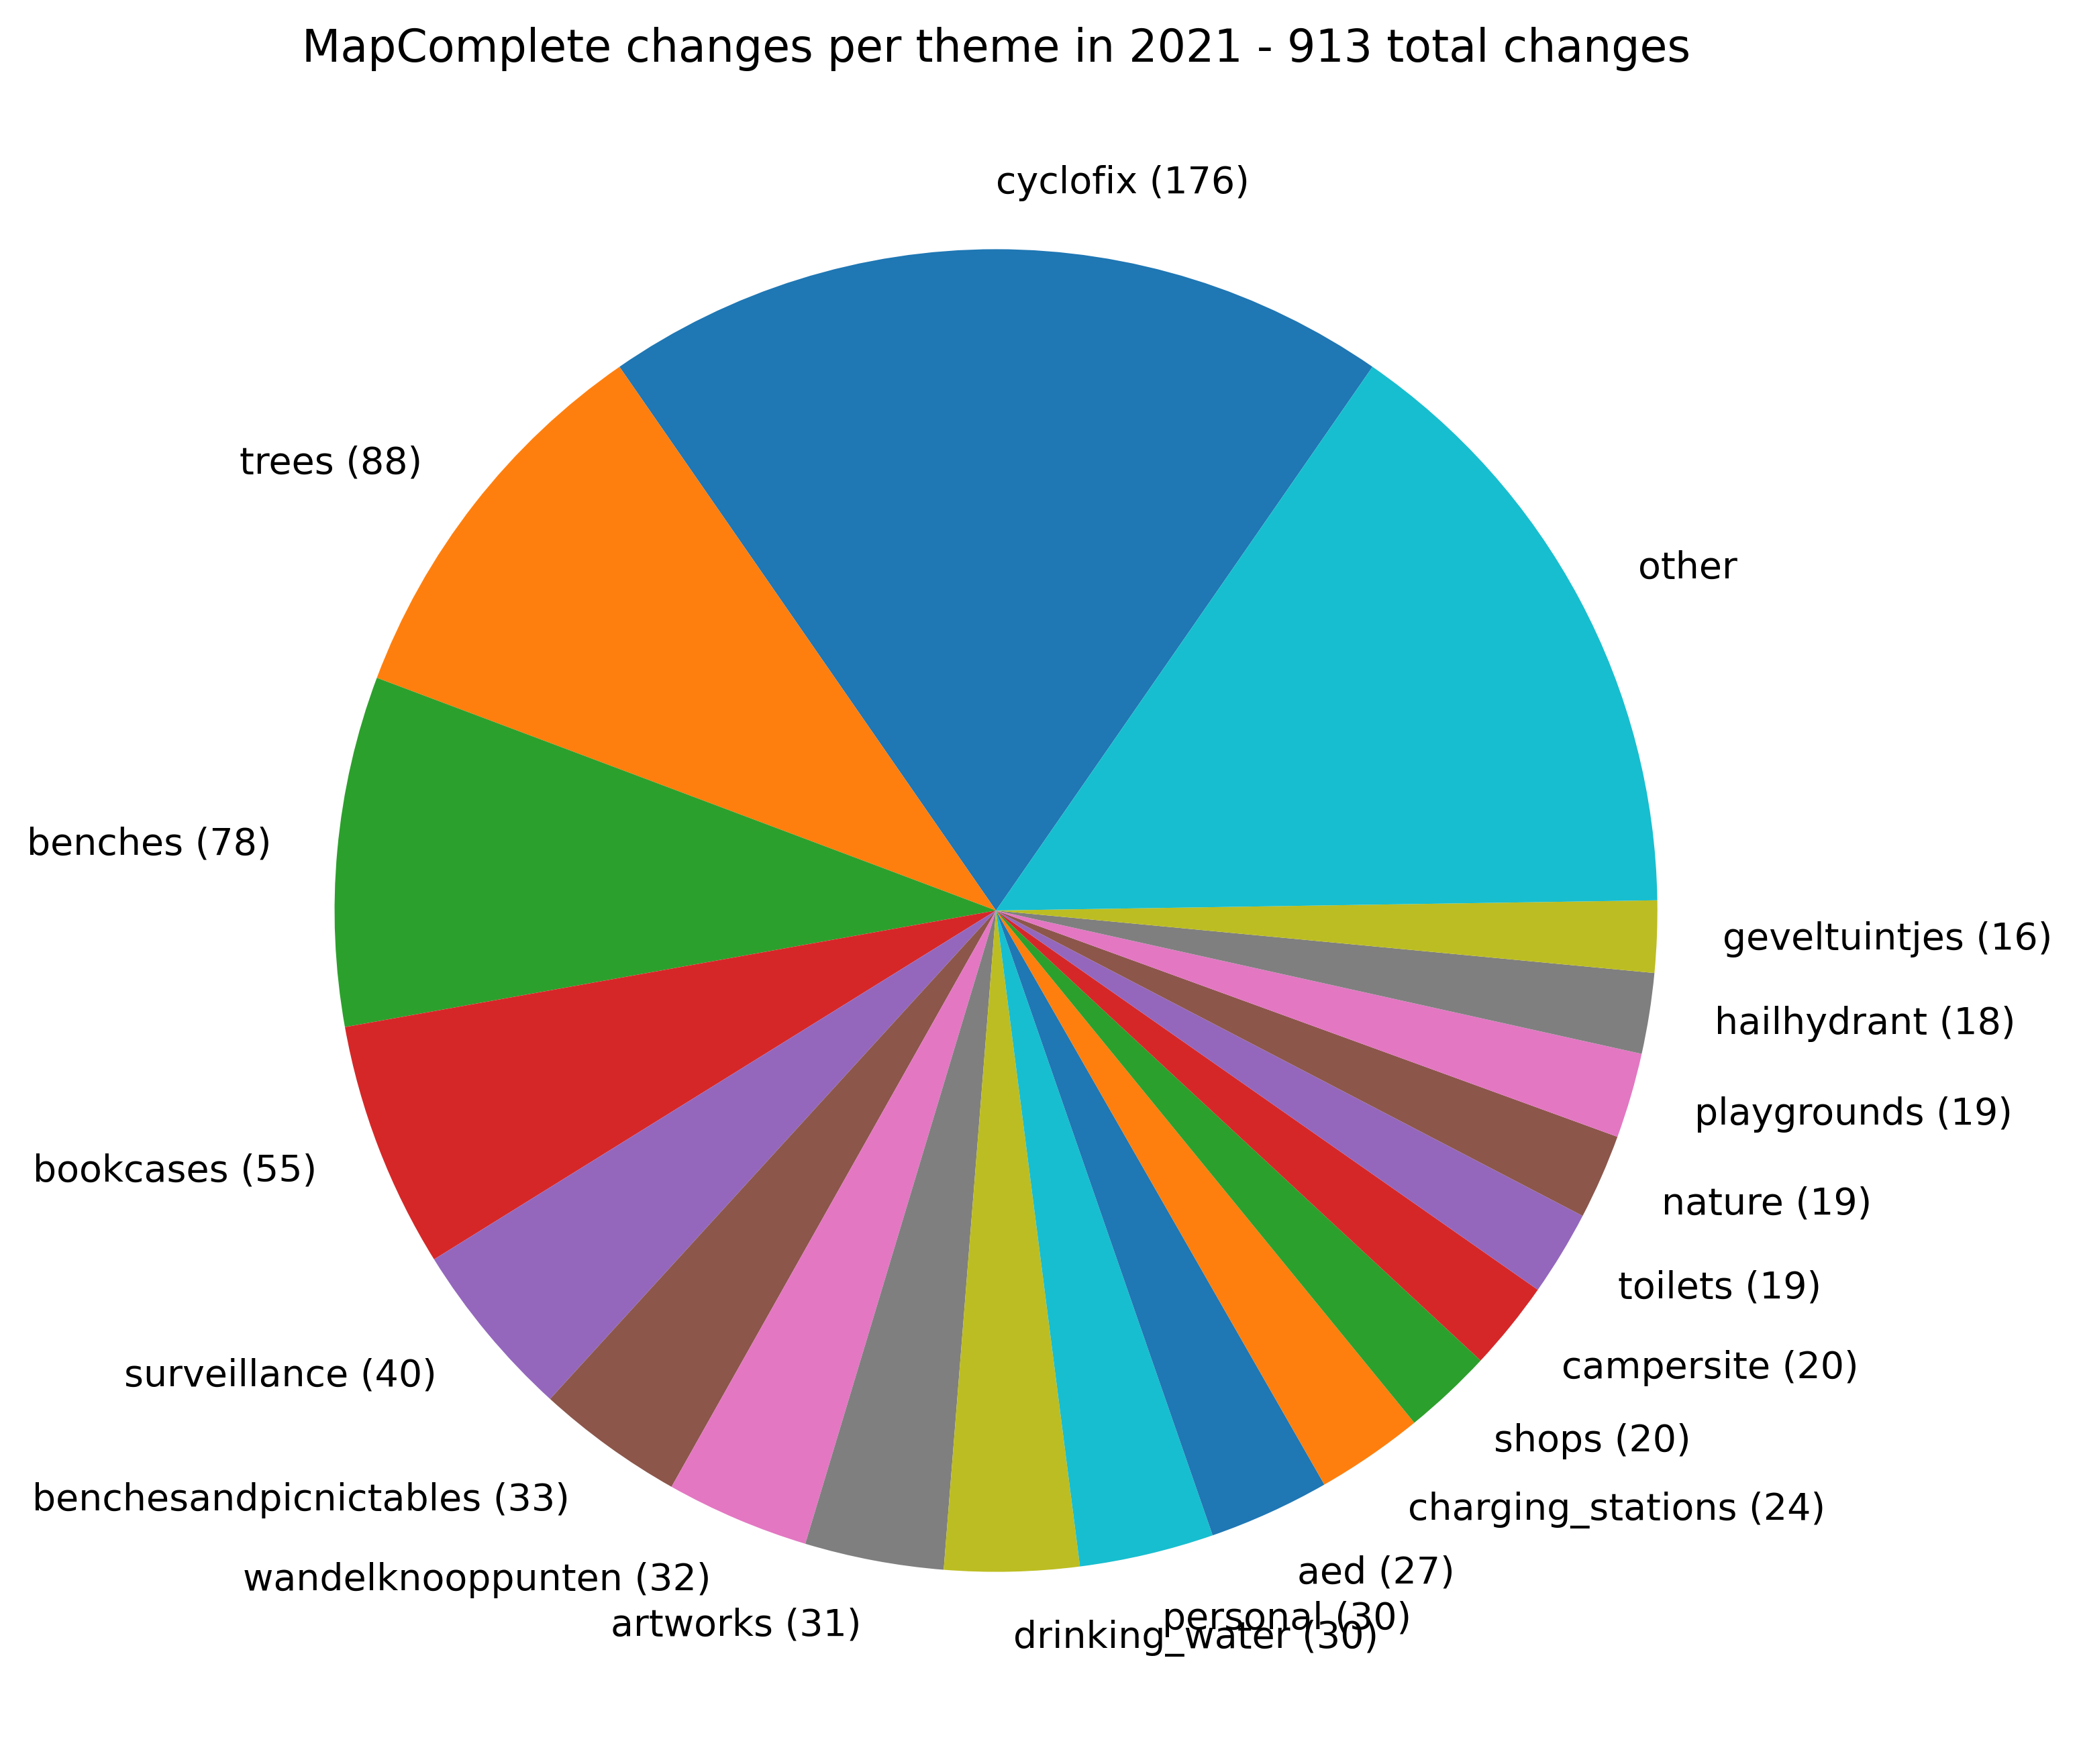 MapComplete changes per theme in 2021 - 913 total changes
cyclofix (176)
trees (88)
other
benches (78)
geveltuintjes (16)
hailhydrant (18)
playgrounds (19)
bookcases (55)
nature (19)
toilets (19)
surveillance (40)
campersite (20)
shops (20)
benchesandpicnictables (33)
charging_stations (24)
wandelknooppunten (32)
aed (27)
artworks (31)
personal (30)
drinking_water (30)